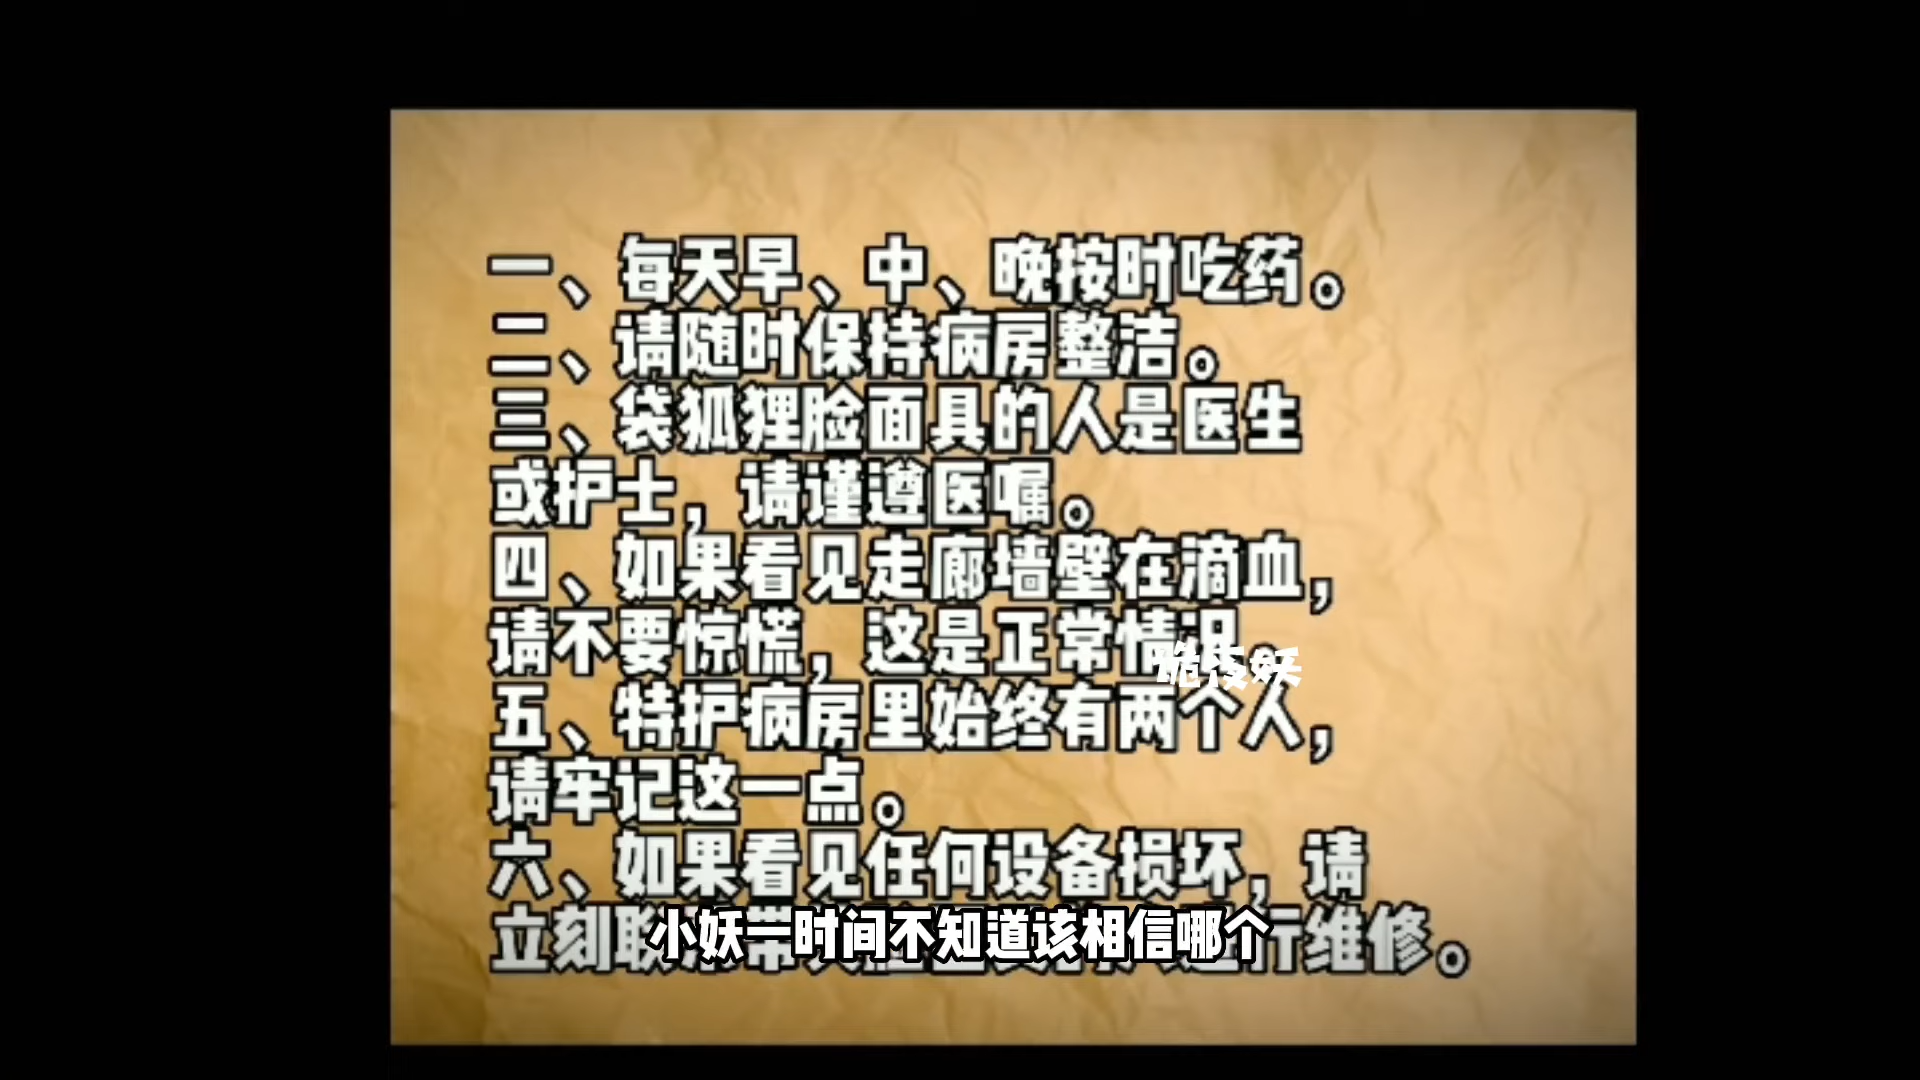 一、每天早、中、晚按时吃药。
二、请随时保持病房整洁。
三、袋狐狸脸面具的人是医生
或护士，请谨遵医嘱。
四、如果看见走廊墙壁在滴血，
请不要惊慌，这是正常情况。
诡夜妖
五、特护病房里始终有两个人，
请牢记这一点。
六、如果看见任何设备损坏，请
立刻联 行维修。
小妖一时间不知道该相信哪个